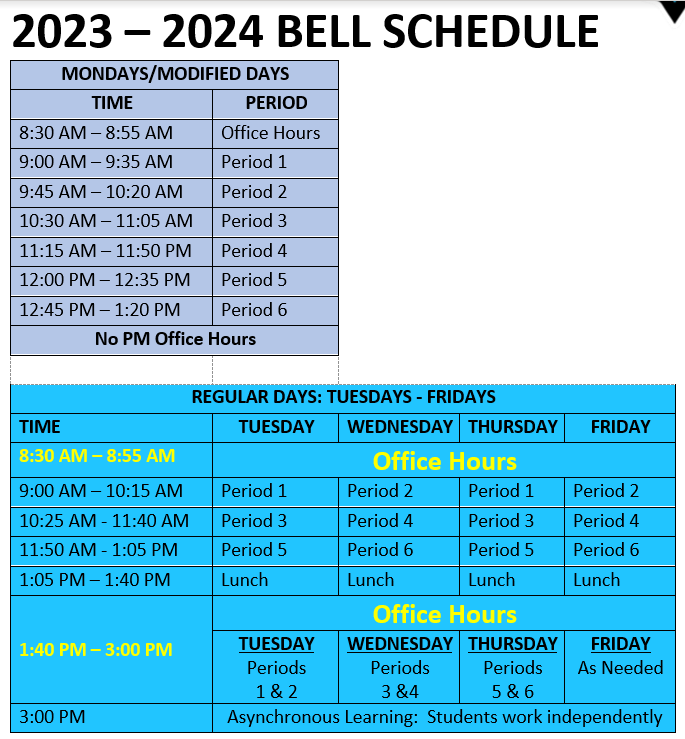 2023 – 2024 BELL SCHEDULE
MONDAYS/MODIFIED DAYS
TIME PERIOD
8:30 AM – 8:55 AM Office Hours
9:00 AM – 9:35 AM Period 1
9:45 AM – 10:20 AM Period 2
10:30 AM – 11:05 AM Period 3
11:15 AM – 11:50 PM Period 4
12:00 PM – 12:35 PM Period 5
12:45 PM – 1:20 PM Period 6
No PM Office Hours
REGULAR DAYS: TUESDAYS - FRIDAYS
TIME TUESDAY WEDNESDAY THURSDAY FRIDAY
8:30 AM – 8:55 AM Office Hours
9:00 AM – 10:15 AM Period 1 Period 2 Period 1 Period 2
10:25 AM - 11:40 AM Period 3 Period 4 Period 3 Period 4
11:50 AM - 1:05 PM Period 5 Period 6 Period 5 Period 6
1:05 PM – 1:40 PM Lunch Lunch Lunch Lunch
Office Hours
1:40 PM – 3:00 PM TUESDAY WEDNESDAY THURSDAY FRIDAY
Periods Periods Periods As Needed
1 & 2 3 &4 5 & 6
3:00 PM Asynchronous Learning: Students work independently